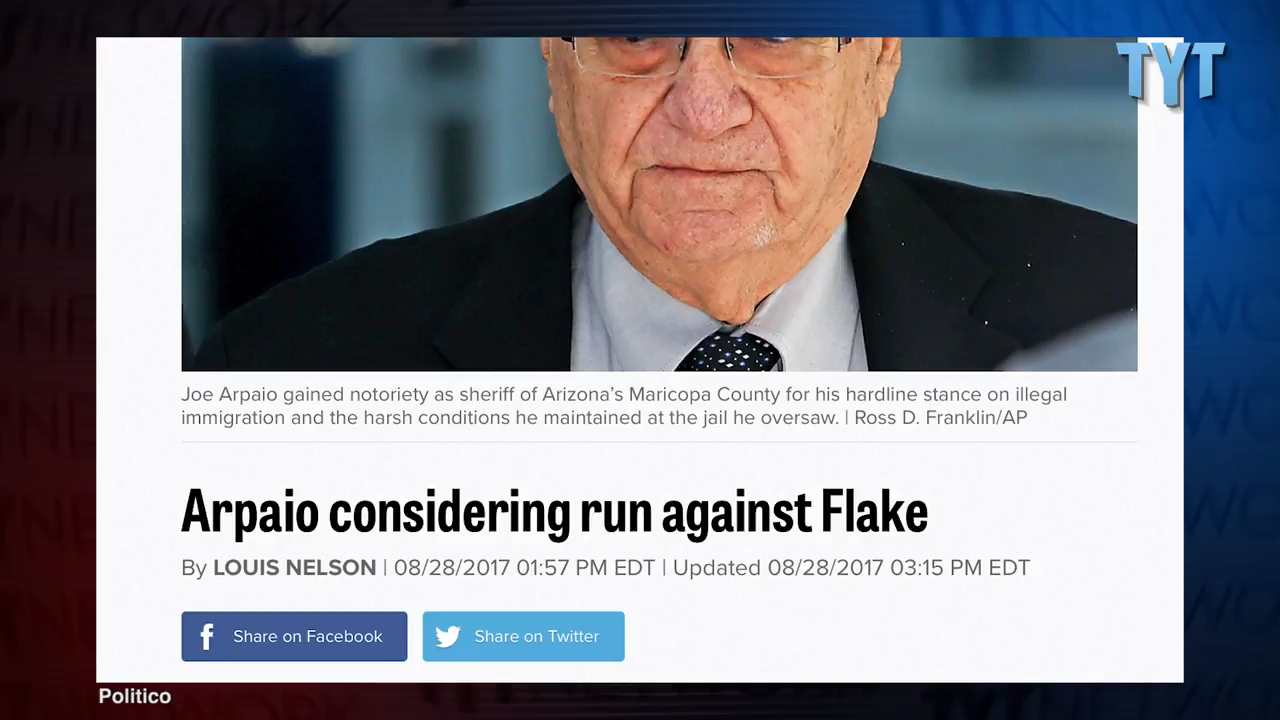 TYT
Joe Arpaio gained notoriety as sheriff of Arizona’s Maricopa County for his hardline stance on illegal
immigration and the harsh conditions he maintained at the jail he oversaw. | Ross D. Franklin/AP
Arpaio considering run against Flake
By LOUIS NELSON | 08/28/2017 01:57 PM EDT | Updated 08/28/2017 03:15 PM EDT
f Share on Facebook Share on Twitter
Politico